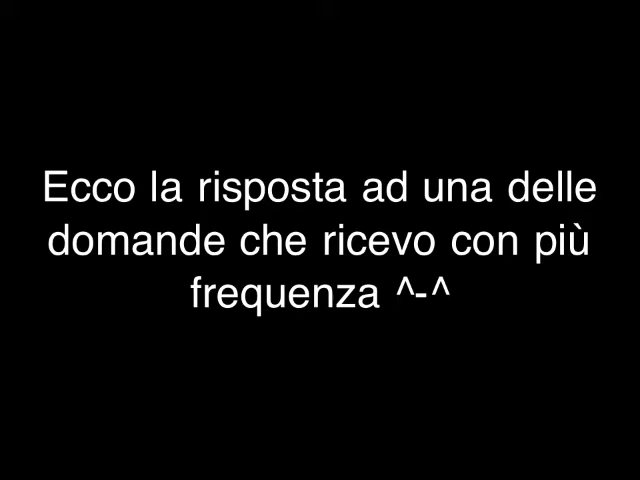 Ecco la risposta ad una delle
domande che ricevo con più
frequenza ^-^